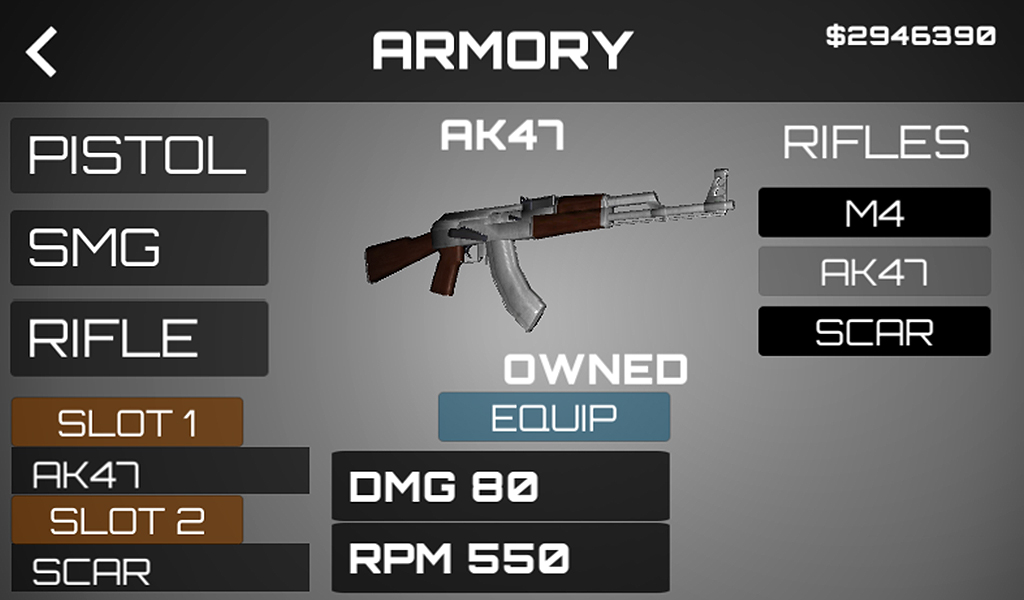 ARMORY
$2946390
PISTOL
SMG
RIFLE
SLOT 1
AK47
SLOT 2
SCAR
AK47
OWNED
EQUIP
DMG 80
RPM 550
RIFLES
M4
AK47
SCAR